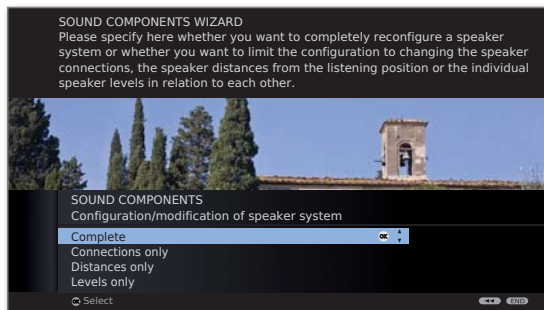 SOUND COMPONENTS WIZARD
Please specify here whether you want to completely reconfigure a speaker
system or whether you want to limit the configuration to changing the speaker
connections, the speaker distances from the listening position or the individual
speaker levels in relation to each other.
SOUND COMPONENTS
Configuration/modification of speaker system
Complete OK
Connections only
Distances only
Levels only
OK Select END